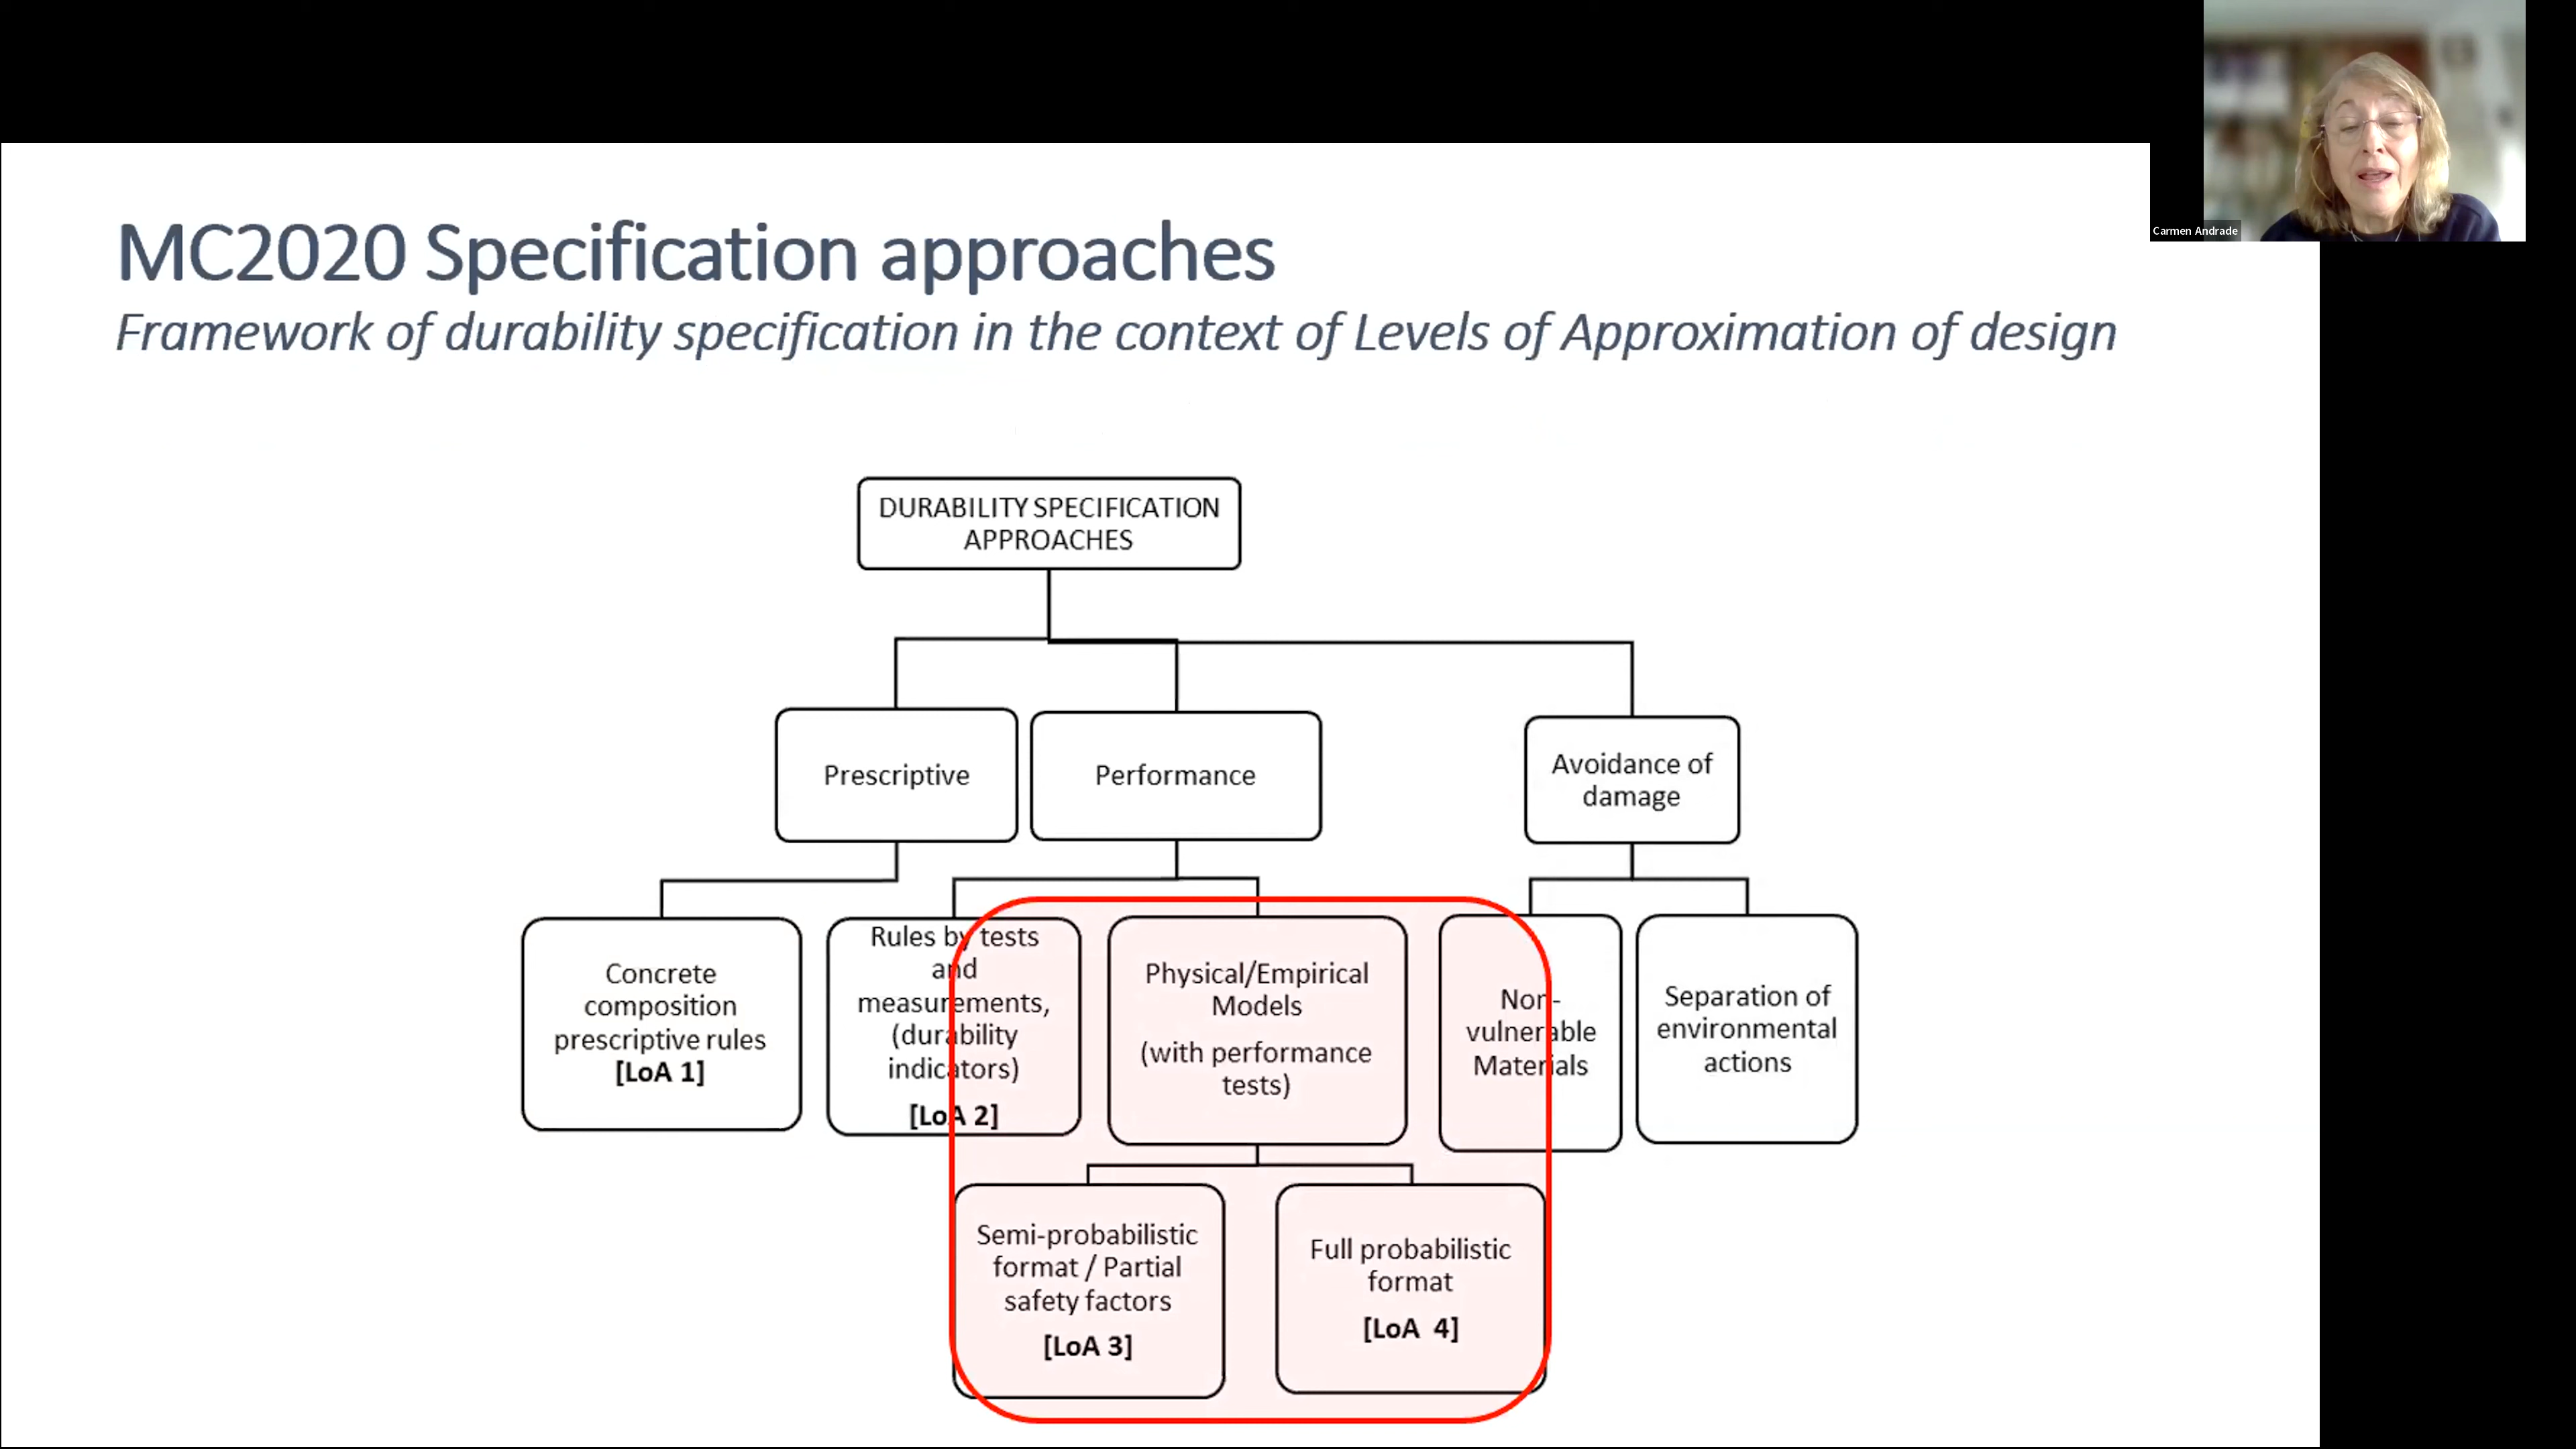 Carmen Andrade
MC2020 Specification approaches
Framework of durability specification in the context of Levels of Approximation of design
DURABILITY SPECIFICATION
APPROACHES
Prescriptive
Performance
Avoidance of
damage
Concrete
composition
prescriptive rules
[LoA 1]
Rules by tests
and
measurements,
(durability
indicators)
[LoA 2]
Physical/Empirical
Models
(with performance
tests)
Non-
vulnerable
Materials
Separation of
environmental
actions
Semi-probabilistic
format / Partial
safety factors
[LoA 3]
Full probabilistic
format
[LoA 4]